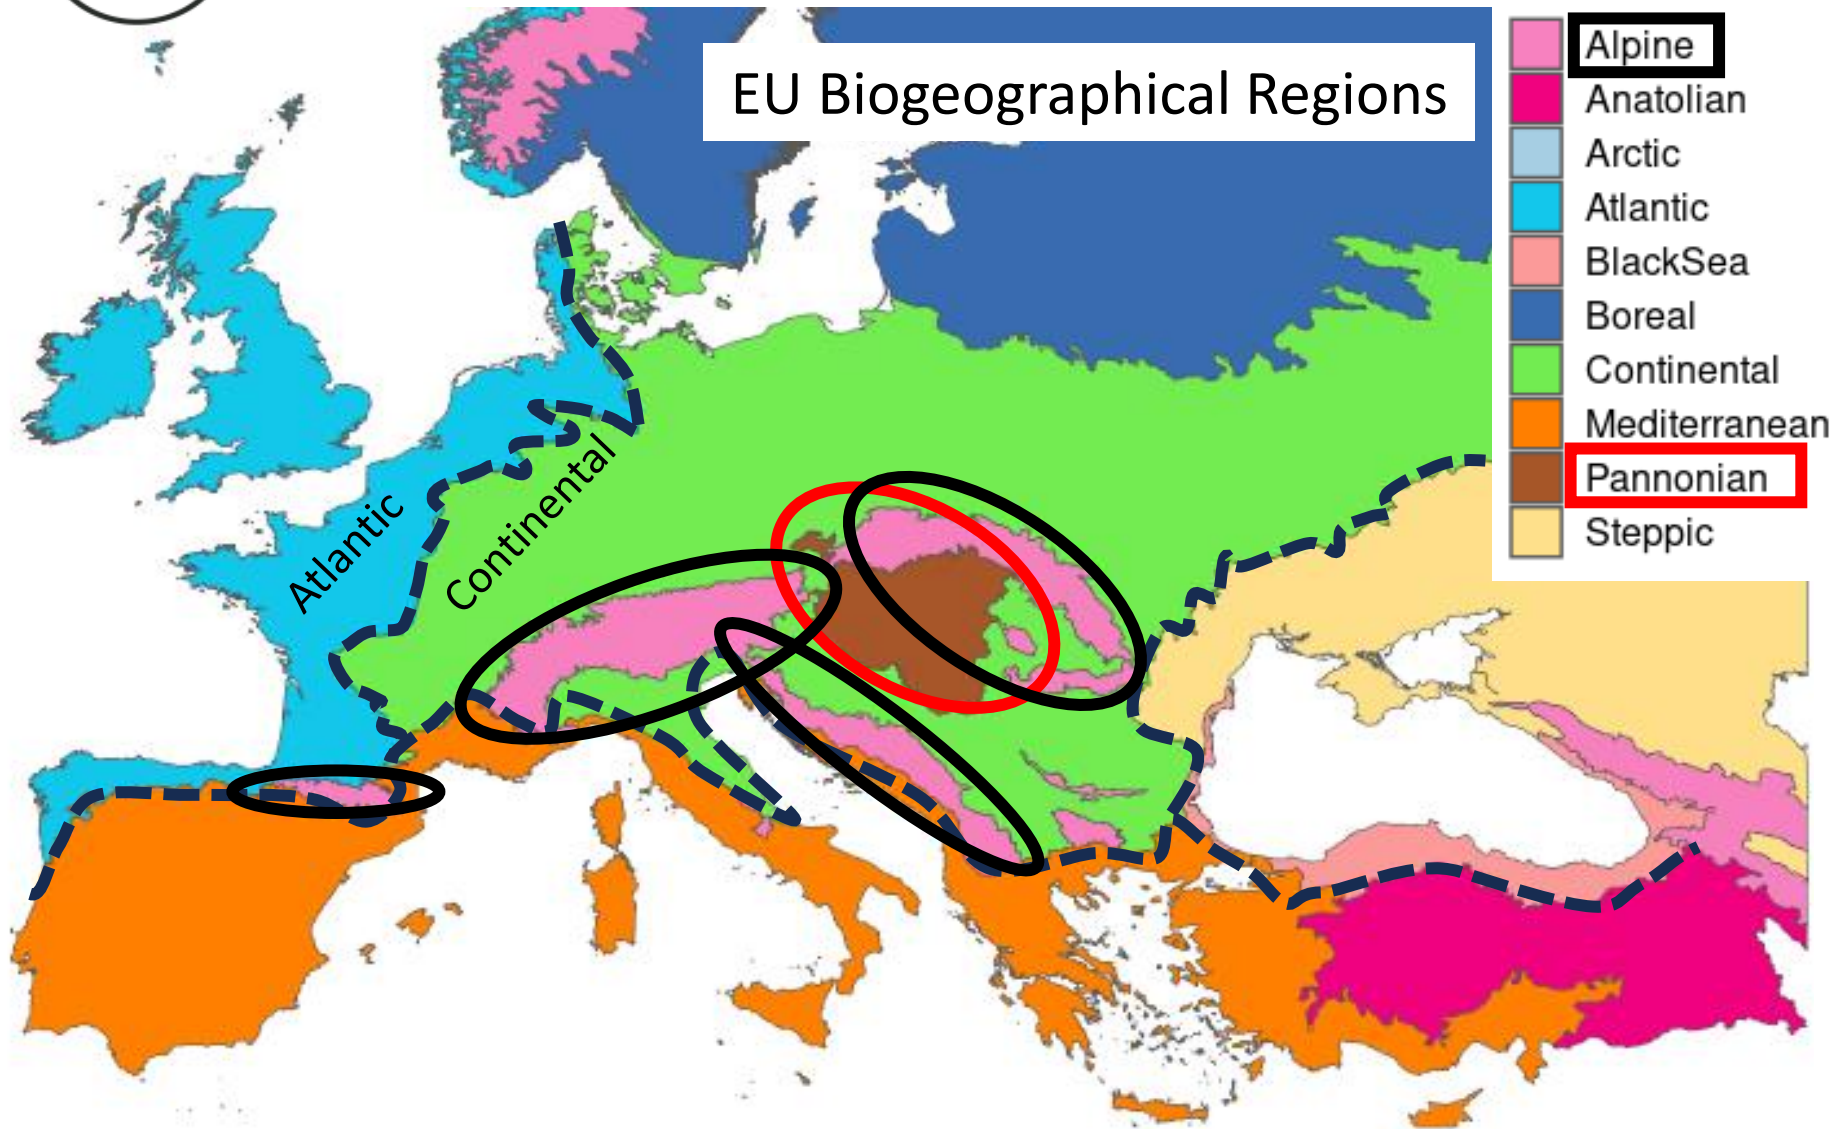 EU Biogeographical Regions
Alpine
Anatolian
Arctic
Atlantic
BlackSea
Boreal
Continental
Mediterranean
Pannonian
Steppic
Atlantic
Continental